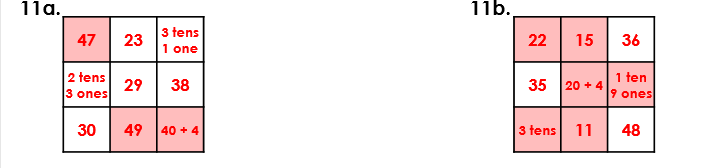 11a.
47 23 3 tens
1 one
2 tens
3 ones 29 38
30 49 40 + 4
11b.
22 15 36
35 20 + 4 1 ten
9 ones
3 tens 11 48